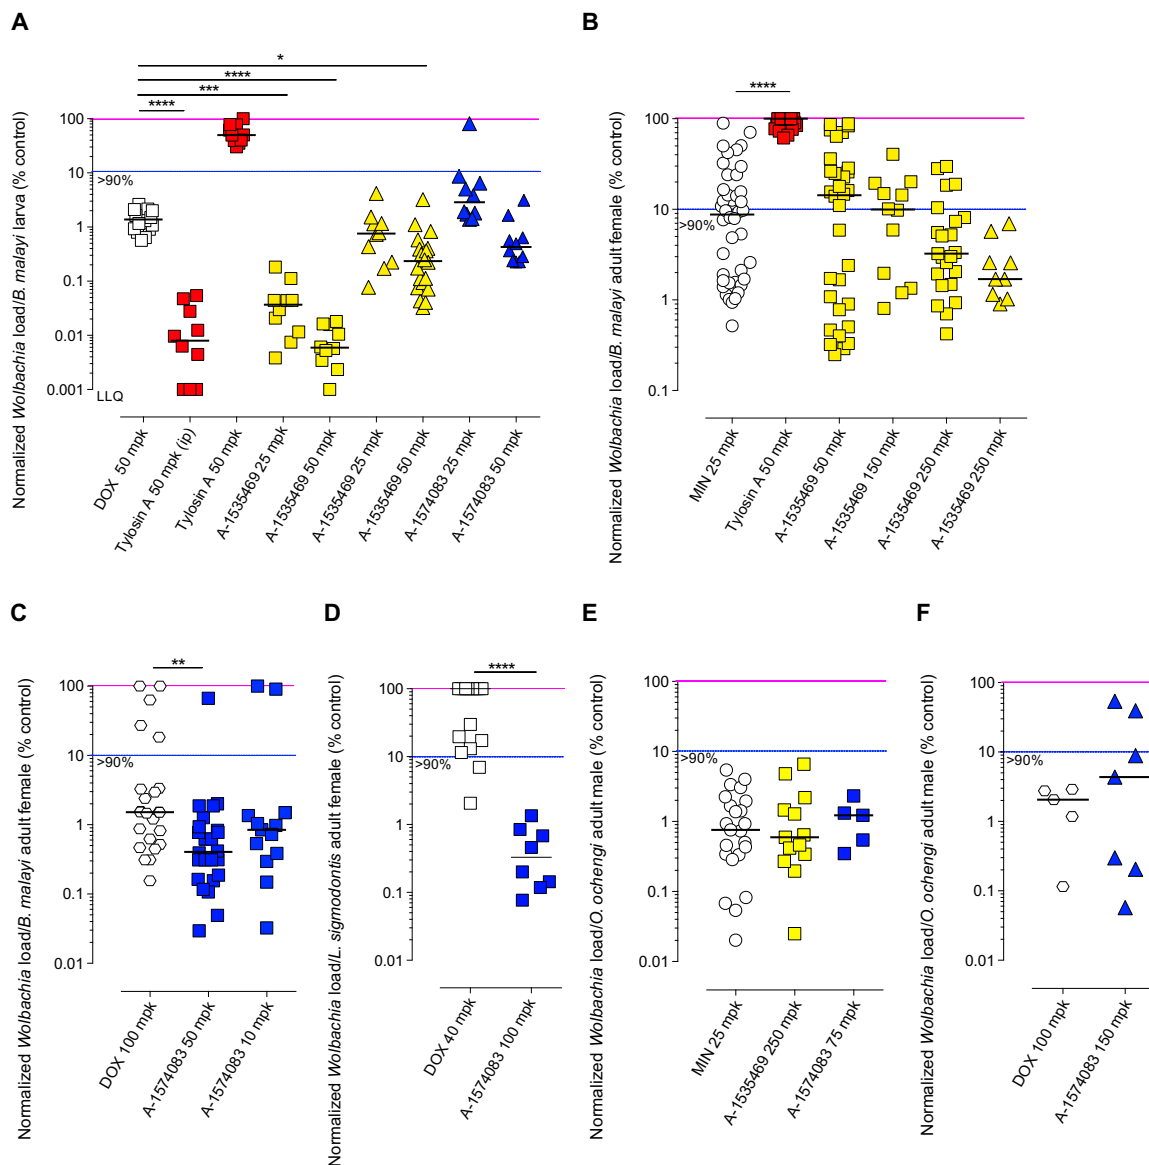 A
Normalized Wolbachia load/B. malayi larva (% control)
*
****
***
****
100
10
1
0.1
0.01
0.001
>90%
LLQ
DOX 50 mpk
Tylosin A 50 mpk (ip)
Tylosin A 50 mpk
A-1535469 25 mpk
A-1535469 50 mpk
A-1535469 25 mpk
A-1535469 50 mpk
A-1574083 25 mpk
A-1574083 50 mpk
B
Normalized Wolbachia load/B. malayi adult female (% control)
****
100
10
1
0.1
>90%
MIN 25 mpk
Tylosin A 50 mpk
A-1535469 50 mpk
A-1535469 150 mpk
A-1535469 250 mpk
A-1535469 250 mpk
C
Normalized Wolbachia load/B. malayi adult female (% control)
**
100
10
1
0.1
0.01
>90%
DOX 100 mpk
A-1574083 50 mpk
A-1574083 10 mpk
D
Normalized Wolbachia load/L. sigmodontis adult female (% control)
****
100
10
1
0.1
0.01
>90%
DOX 40 mpk
A-1574083 100 mpk
E
Normalized Wolbachia load/O. ochengi adult male (% control)
100
10
1
0.1
0.01
>90%
MIN 25 mpk
A-1535469 250 mpk
A-1574083 75 mpk
F
Normalized Wolbachia load/O. ochengi adult male (% control)
100
10
1
0.1
0.01
>90%
DOX 100 mpk
A-1574083 150 mpk